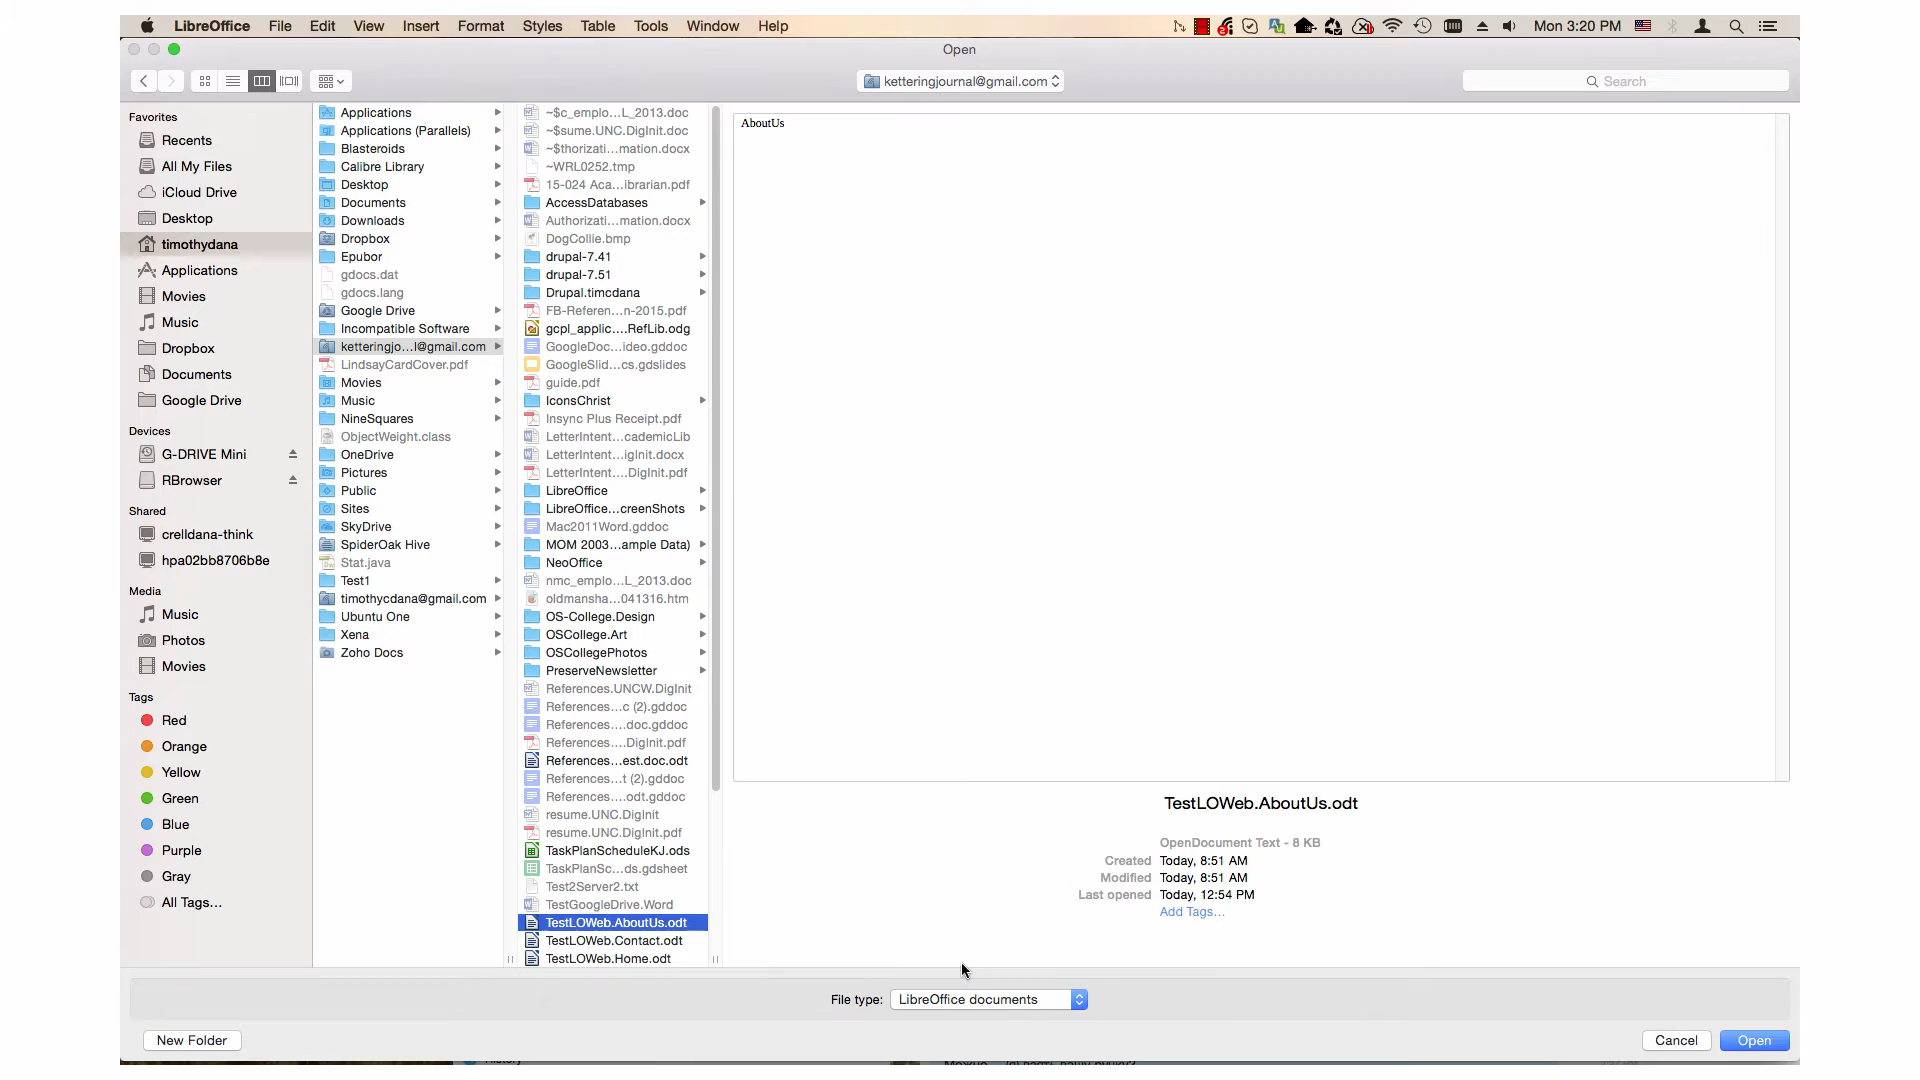 LibreOffice File Edit View Insert Format Styles Table Tools Window Help Mon 3:20 PM
Open
ketteringjournal@gmail.com Search
Favorites
Recents
All My Files
iCloud Drive
Desktop
timothydana
Applications
Movies
Music
Dropbox
Documents
Google Drive
Devices
G-DRIVE Mini
RBrowser
Shared
crelldana-think
hpa02bb8706b8e
Media
Music
Photos
Movies
Tags
Red
Orange
Yellow
Green
Blue
Purple
Gray
All Tags...
Applications
Applications (Parallels)
Blasteroids
Calibre Library
Desktop
Documents
Downloads
Dropbox
Epubor
gdocs.dat
gdocs.lang
Google Drive
Incompatible Software
ketteringjo...l@gmail.com
LindsayCardCover.pdf
Movies
Music
NineSquares
ObjectWeight.class
OneDrive
Pictures
Public
Sites
SkyDrive
SpiderOak Hive
Stat.java
Test1
timothycdana@gmail.com
Ubuntu One
Xena
Zoho Docs
~$c_emplo...L_2013.doc
~$sume.UNC.DigInit.doc
~$thorizati...mation.docx
~WRL0252.tmp
15-024 Aca...ibrarian.pdf
AccessDatabases
Authorizati...mation.docx
DogCollie.bmp
drupal-7.41
drupal-7.51
Drupal.timcdana
FB-Referen...n-2015.pdf
gcpl_applic....RefLib.odg
GoogleDoc...ideo.gddoc
GoogleSlid...cs.gdslides
guide.pdf
IconsChrist
Insync Plus Receipt.pdf
LetterIntent...cademicLib
LetterIntent...igInit.docx
LetterIntent....DigInit.pdf
LibreOffice
LibreOffice...creenShots
Mac2011Word.gddoc
MOM 2003...ample Data)
NeoOffice
nmc_emplo...L_2013.doc
oldmansha...041316.htm
OS-College.Design
OSCollege.Art
OSCollegePhotos
PreserveNewsletter
References.UNCW.DigInit
References...c (2).gddoc
References....doc.gddoc
References....DigInit.pdf
References...est.doc.odt
References...t (2).gddoc
References...odt.gddoc
resume.UNC.DigInit
resume.UNC.DigInit.pdf
TaskPlanScheduleKJ.ods
TaskPlanSc...ds.gdsheet
Test2Server2.txt
TestGoogleDrive.Word
TestLOWeb.AboutUs.odt
TestLOWeb.Contact.odt
TestLOWeb.Home.odt
AboutUs
TestLOWeb.AboutUs.odt
OpenDocument Text - 8 KB
Created Today, 8:51 AM
Modified Today, 8:51 AM
Last opened Today, 12:54 PM
Add Tags...
File type: LibreOffice documents
New Folder Cancel Open